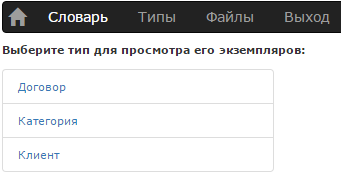 Словарь Типы Файлы Выход
Выберите тип для просмотра его экземпляров:
Договор
Категория
Клиент